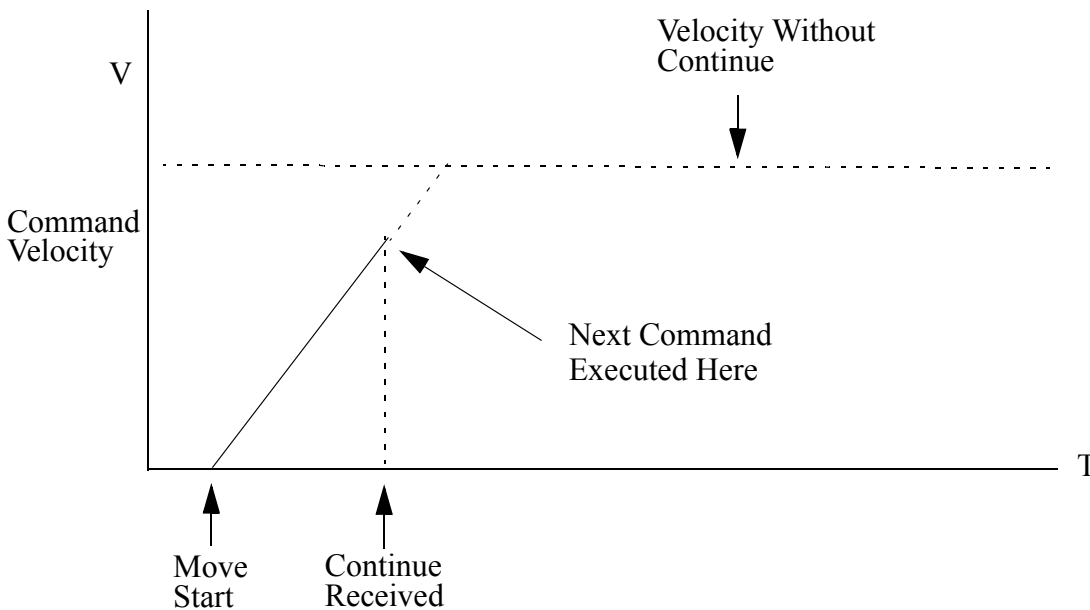 Velocity Without
Continue
V
Command
Velocity
Next Command
Executed Here
T
Move
Start
Continue
Received